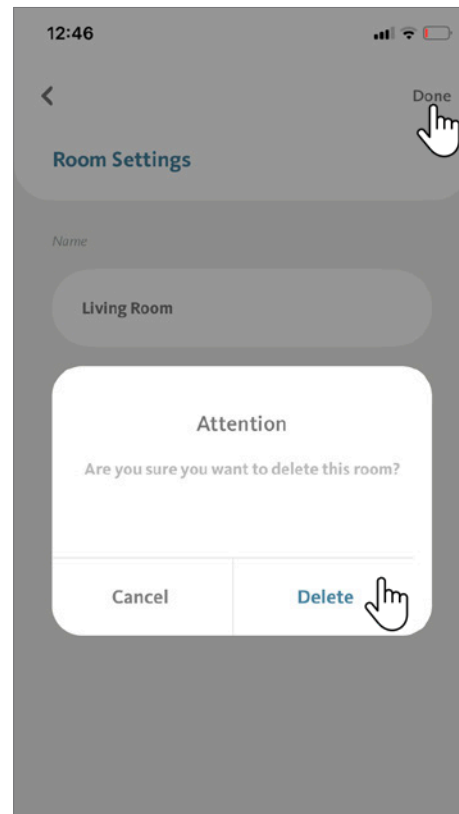 12:46
Done
Room Settings
Name
Living Room
Attention
Are you sure you want to delete this room?
Cancel
Delete